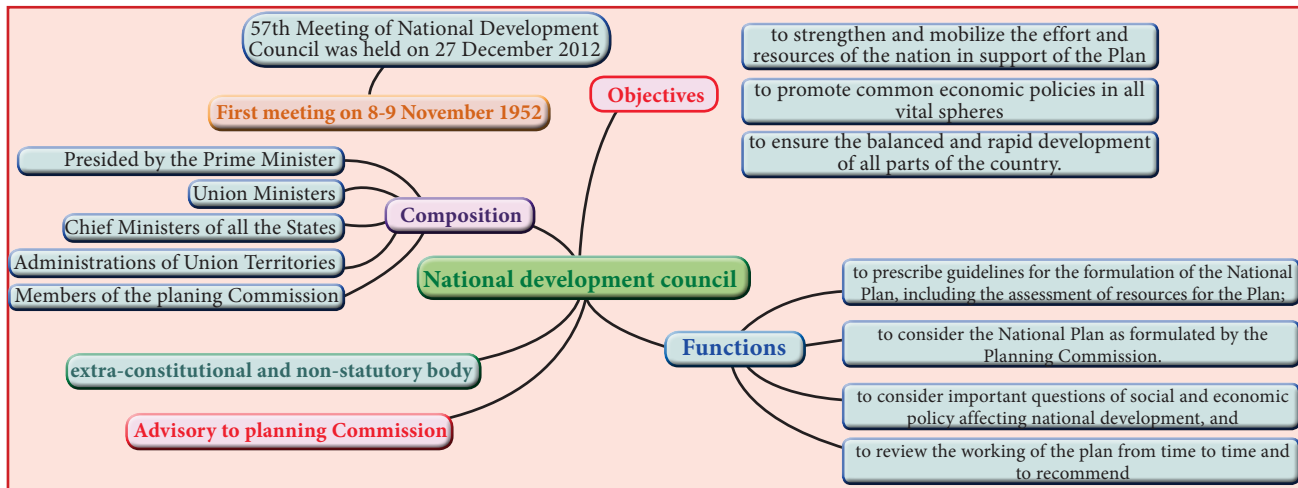 57th Meeting of National Development
Council was held on 27 December 2012
First meeting on 8-9 November 1952
Objectives
to strengthen and mobilize the effort and
resources of the nation in support of the Plan
to promote common economic policies in all
vital spheres
to ensure the balanced and rapid development
of all parts of the country.
Presided by the Prime Minister
Union Ministers
Chief Ministers of all the States
Administrations of Union Territories
Members of the planing Commission
Composition
National development council
extra-constitutional and non-statutory body
Advisory to planning Commission
Functions
to prescribe guidelines for the formulation of the National
Plan, including the assessment of resources for the Plan;
to consider the National Plan as formulated by the
Planning Commission.
to consider important questions of social and economic
policy affecting national development, and
to review the working of the plan from time to time and
to recommend